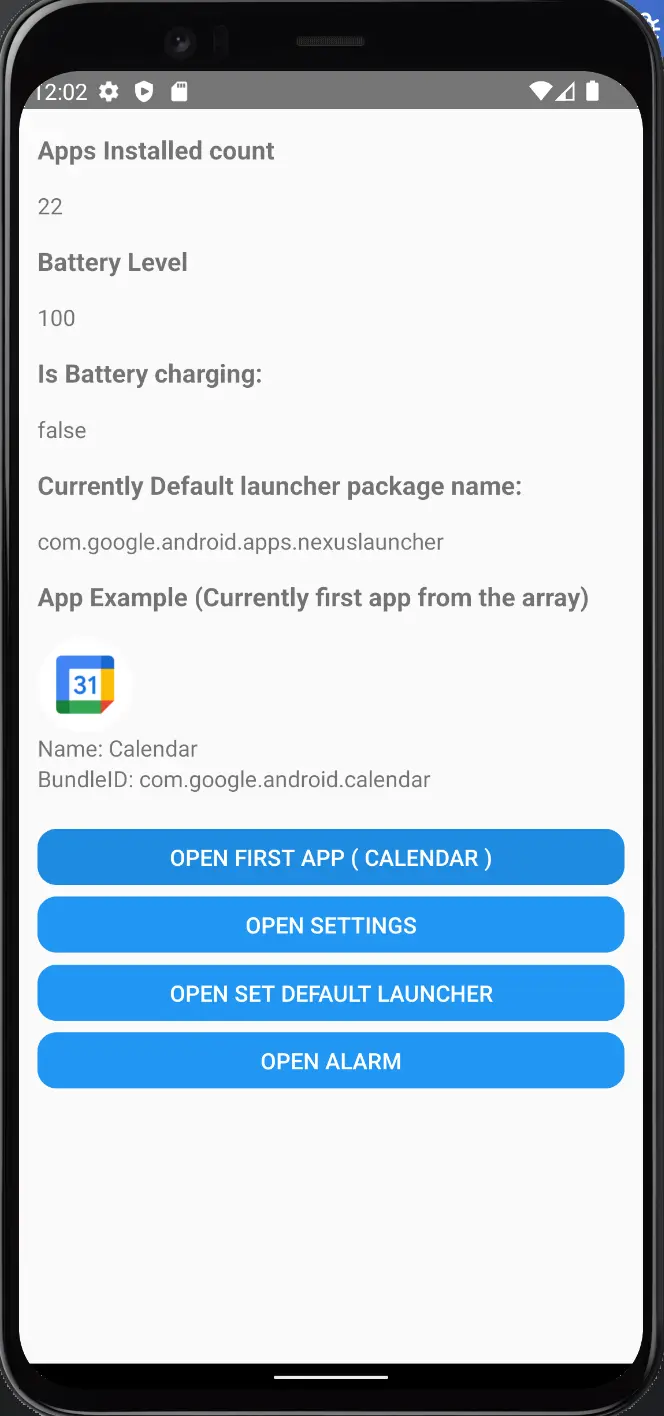 12:02
Apps Installed count
22
Battery Level
100
Is Battery charging:
false
Currently Default launcher package name:
com.google.android.apps.nexuslauncher
App Example (Currently first app from the array)
31
Name: Calendar
BundleID: com.google.android.calendar
OPEN FIRST APP ( CALENDAR )
OPEN SETTINGS
OPEN SET DEFAULT LAUNCHER
OPEN ALARM